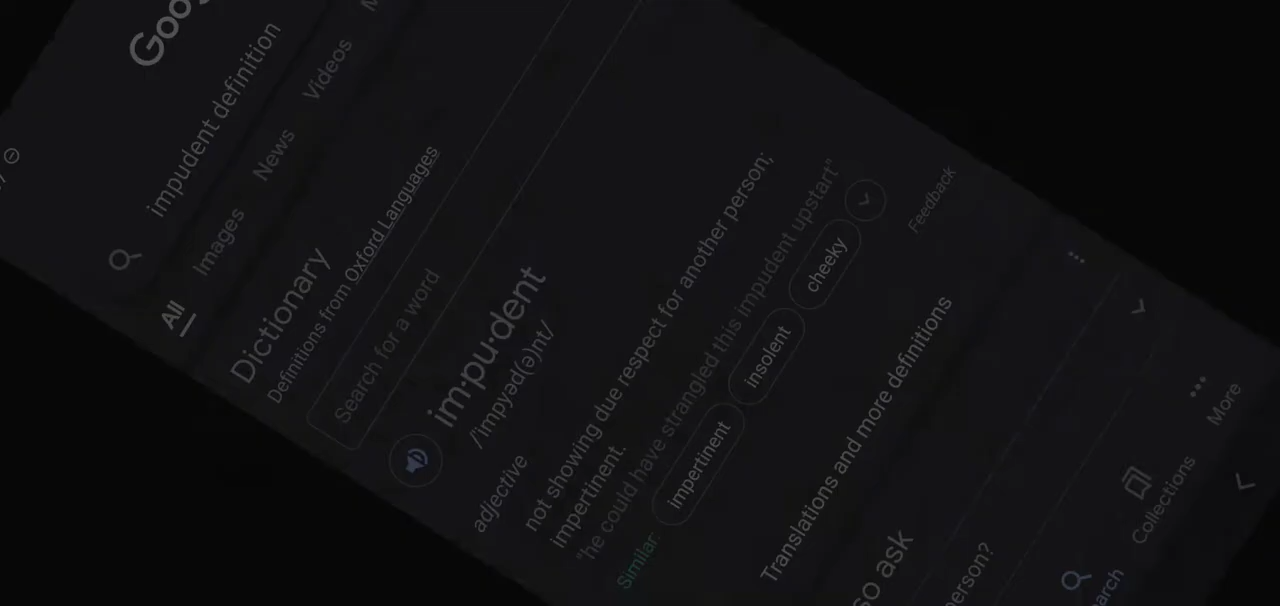 Goo
impudent definition
All Images News Videos
Dictionary
Definitions from Oxford Languages
Search for a word
im·pu·dent
/ˈimpyəd(ə)nt/
adjective
not showing due respect for another person;
impertinent.
"he could have strangled this impudent upstart"
Similar: impertinent insolent cheeky
Feedback
Translations and more definitions
so ask
erson?
arch Collections More